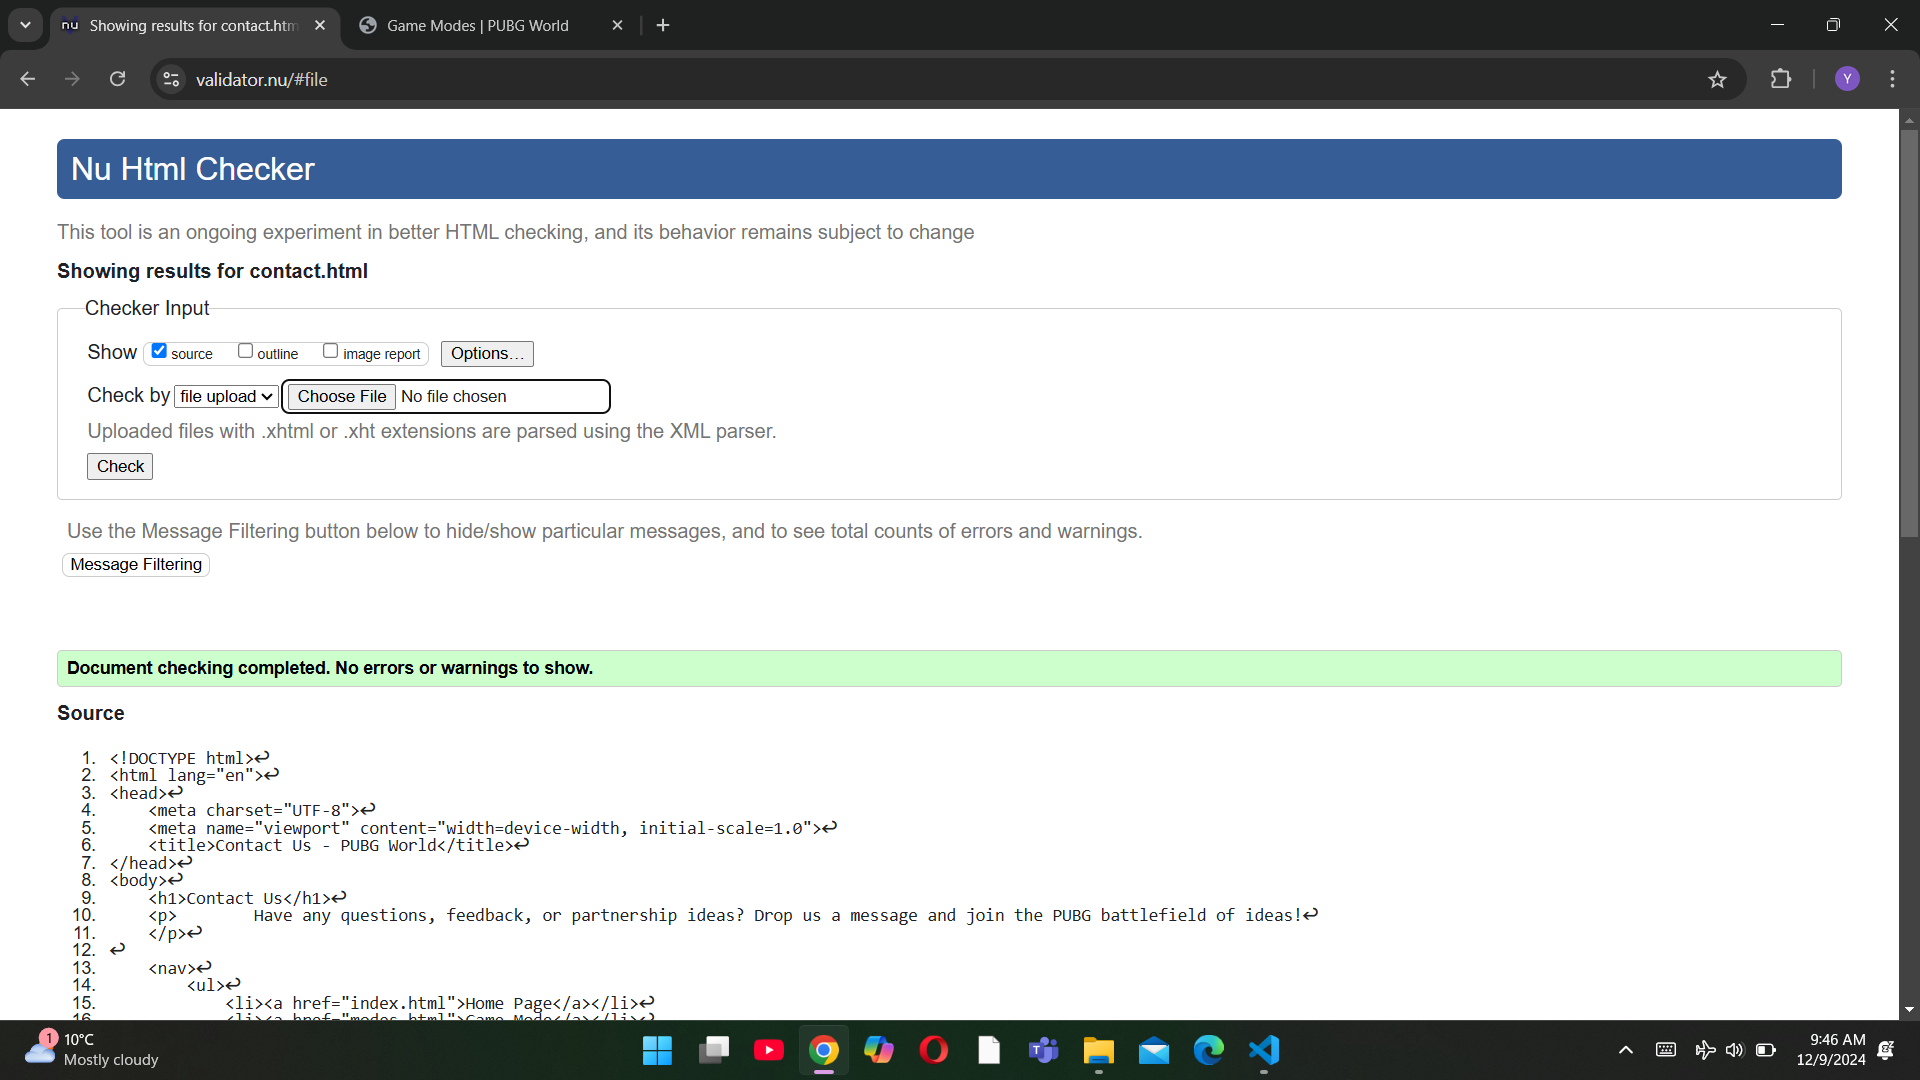 nu Showing results for contact.htm
Game Modes | PUBG World
validator.nu/#file
Y
Nu Html Checker
This tool is an ongoing experiment in better HTML checking, and its behavior remains subject to change
Showing results for contact.html
Checker Input
Show source outline image report Options…
Check by file upload Choose File No file chosen
Uploaded files with .xhtml or .xht extensions are parsed using the XML parser.
Check
Use the Message Filtering button below to hide/show particular messages, and to see total counts of errors and warnings.
Message Filtering
Document checking completed. No errors or warnings to show.
Source
1. <!DOCTYPE html>↩
2. <html lang="en">↩
3. <head>↩
4. <meta charset="UTF-8">↩
5. <meta name="viewport" content="width=device-width, initial-scale=1.0">↩
6. <title>Contact Us - PUBG World</title>↩
7. </head>↩
8. <body>↩
9. <h1>Contact Us</h1>↩
10. <p> Have any questions, feedback, or partnership ideas? Drop us a message and join the PUBG battlefield of ideas!↩
11. </p>↩
12. ↩
13. <nav>↩
14. <ul>↩
15. <li><a href="index.html">Home Page</a></li>↩
16. <li><a href="modes.html">Game Mode</a></li>↩
1
10°C
Mostly cloudy
9:46 AM
12/9/2024